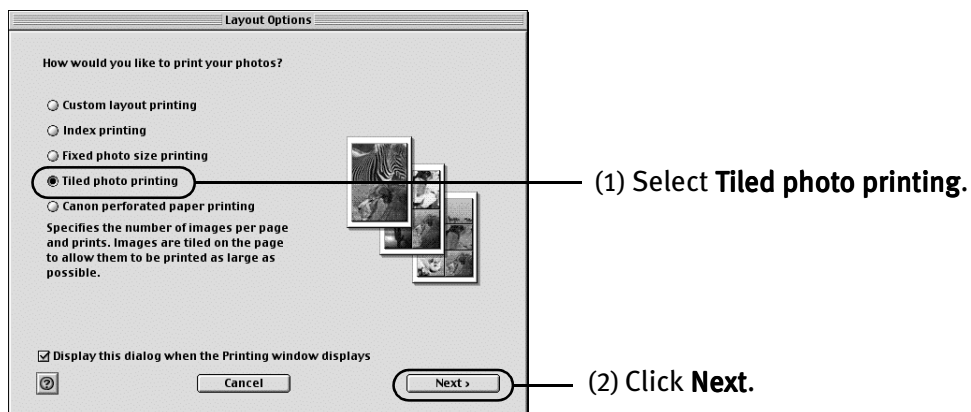 Layout Options
How would you like to print your photos?
Custom layout printing
Index printing
Fixed photo size printing
Tiled photo printing
(1) Select Tiled photo printing.
Canon perforated paper printing
Specifies the number of images per page
and prints. Images are tiled on the page
to allow them to be printed as large as
possible.
Display this dialog when the Printing window displays
?
Cancel
Next ›
(2) Click Next.